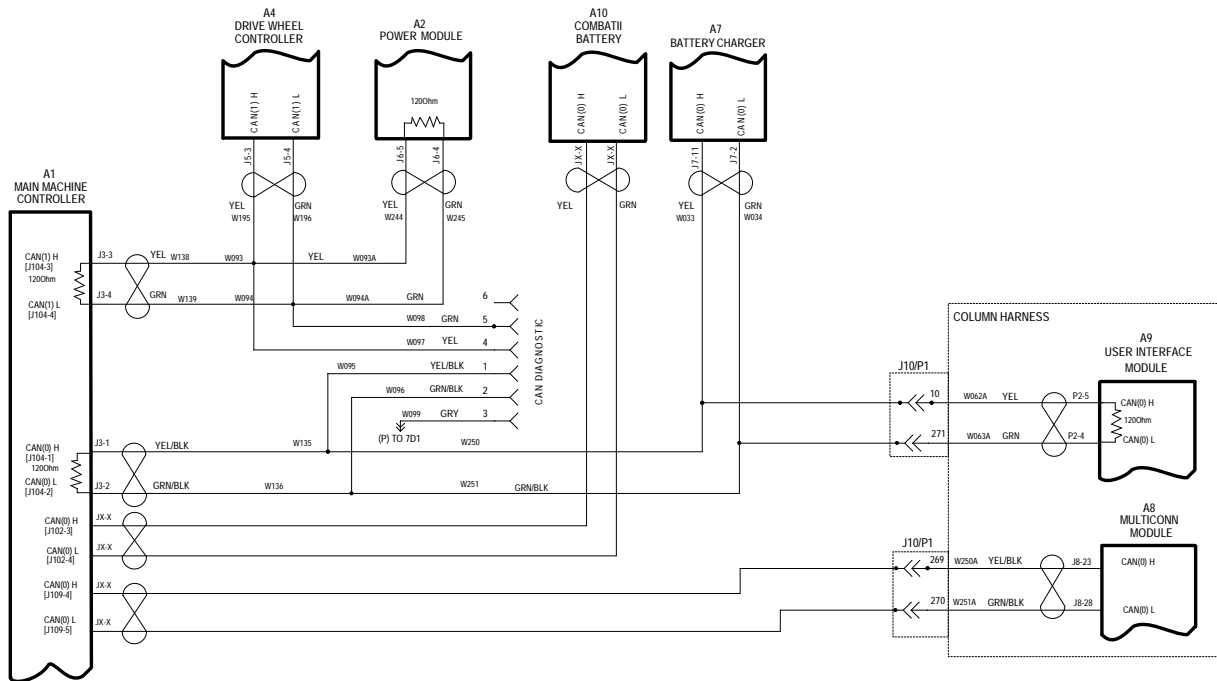 A4
DRIVE WHEEL
CONTROLLER
A2
POWER MODULE
A10
COMBATII
BATTERY
A7
BATTERY CHARGER
CAN(1) H
CAN(1) L
120Ohm
CAN(0) H
CAN(0) L
CAN(0) H
CAN(0) L
J5-3
J5-4
J6-5
J6-4
JX-X
JX-X
J7-11
J7-2
YEL
W195
GRN
W196
YEL
W244
GRN
W245
YEL
GRN
YEL
W033
GRN
W034
A1
MAIN MACHINE
CONTROLLER
CAN(1) H
[J104-3]
120Ohm
CAN(1) L
[J104-4]
J3-3
YEL
W138
W093
YEL
W093A
J3-4
GRN
W139
W094
W094A
GRN
6
W098
GRN
5
W097
YEL
4
W095
YEL/BLK
1
W096
GRN/BLK
2
W099
GRY
3
(P) TO 7D1
CAN DIAGNOSTIC
CAN(0) H
[J104-1]
120Ohm
CAN(0) L
[J104-2]
J3-1
YEL/BLK
W135
W250
J3-2
GRN/BLK
W136
W251
GRN/BLK
CAN(0) H
[J102-3]
JX-X
CAN(0) L
[J102-4]
JX-X
CAN(0) H
[J109-4]
JX-X
CAN(0) L
[J109-5]
JX-X
COLUMN HARNESS
J10/P1
10
W062A
YEL
P2-5
271
W063A
GRN
P2-4
A9
USER INTERFACE
MODULE
CAN(0) H
120Ohm
CAN(0) L
J10/P1
269
W250A
YEL/BLK
J8-23
270
W251A
GRN/BLK
J8-28
A8
MULTICONN
MODULE
CAN(0) H
CAN(0) L